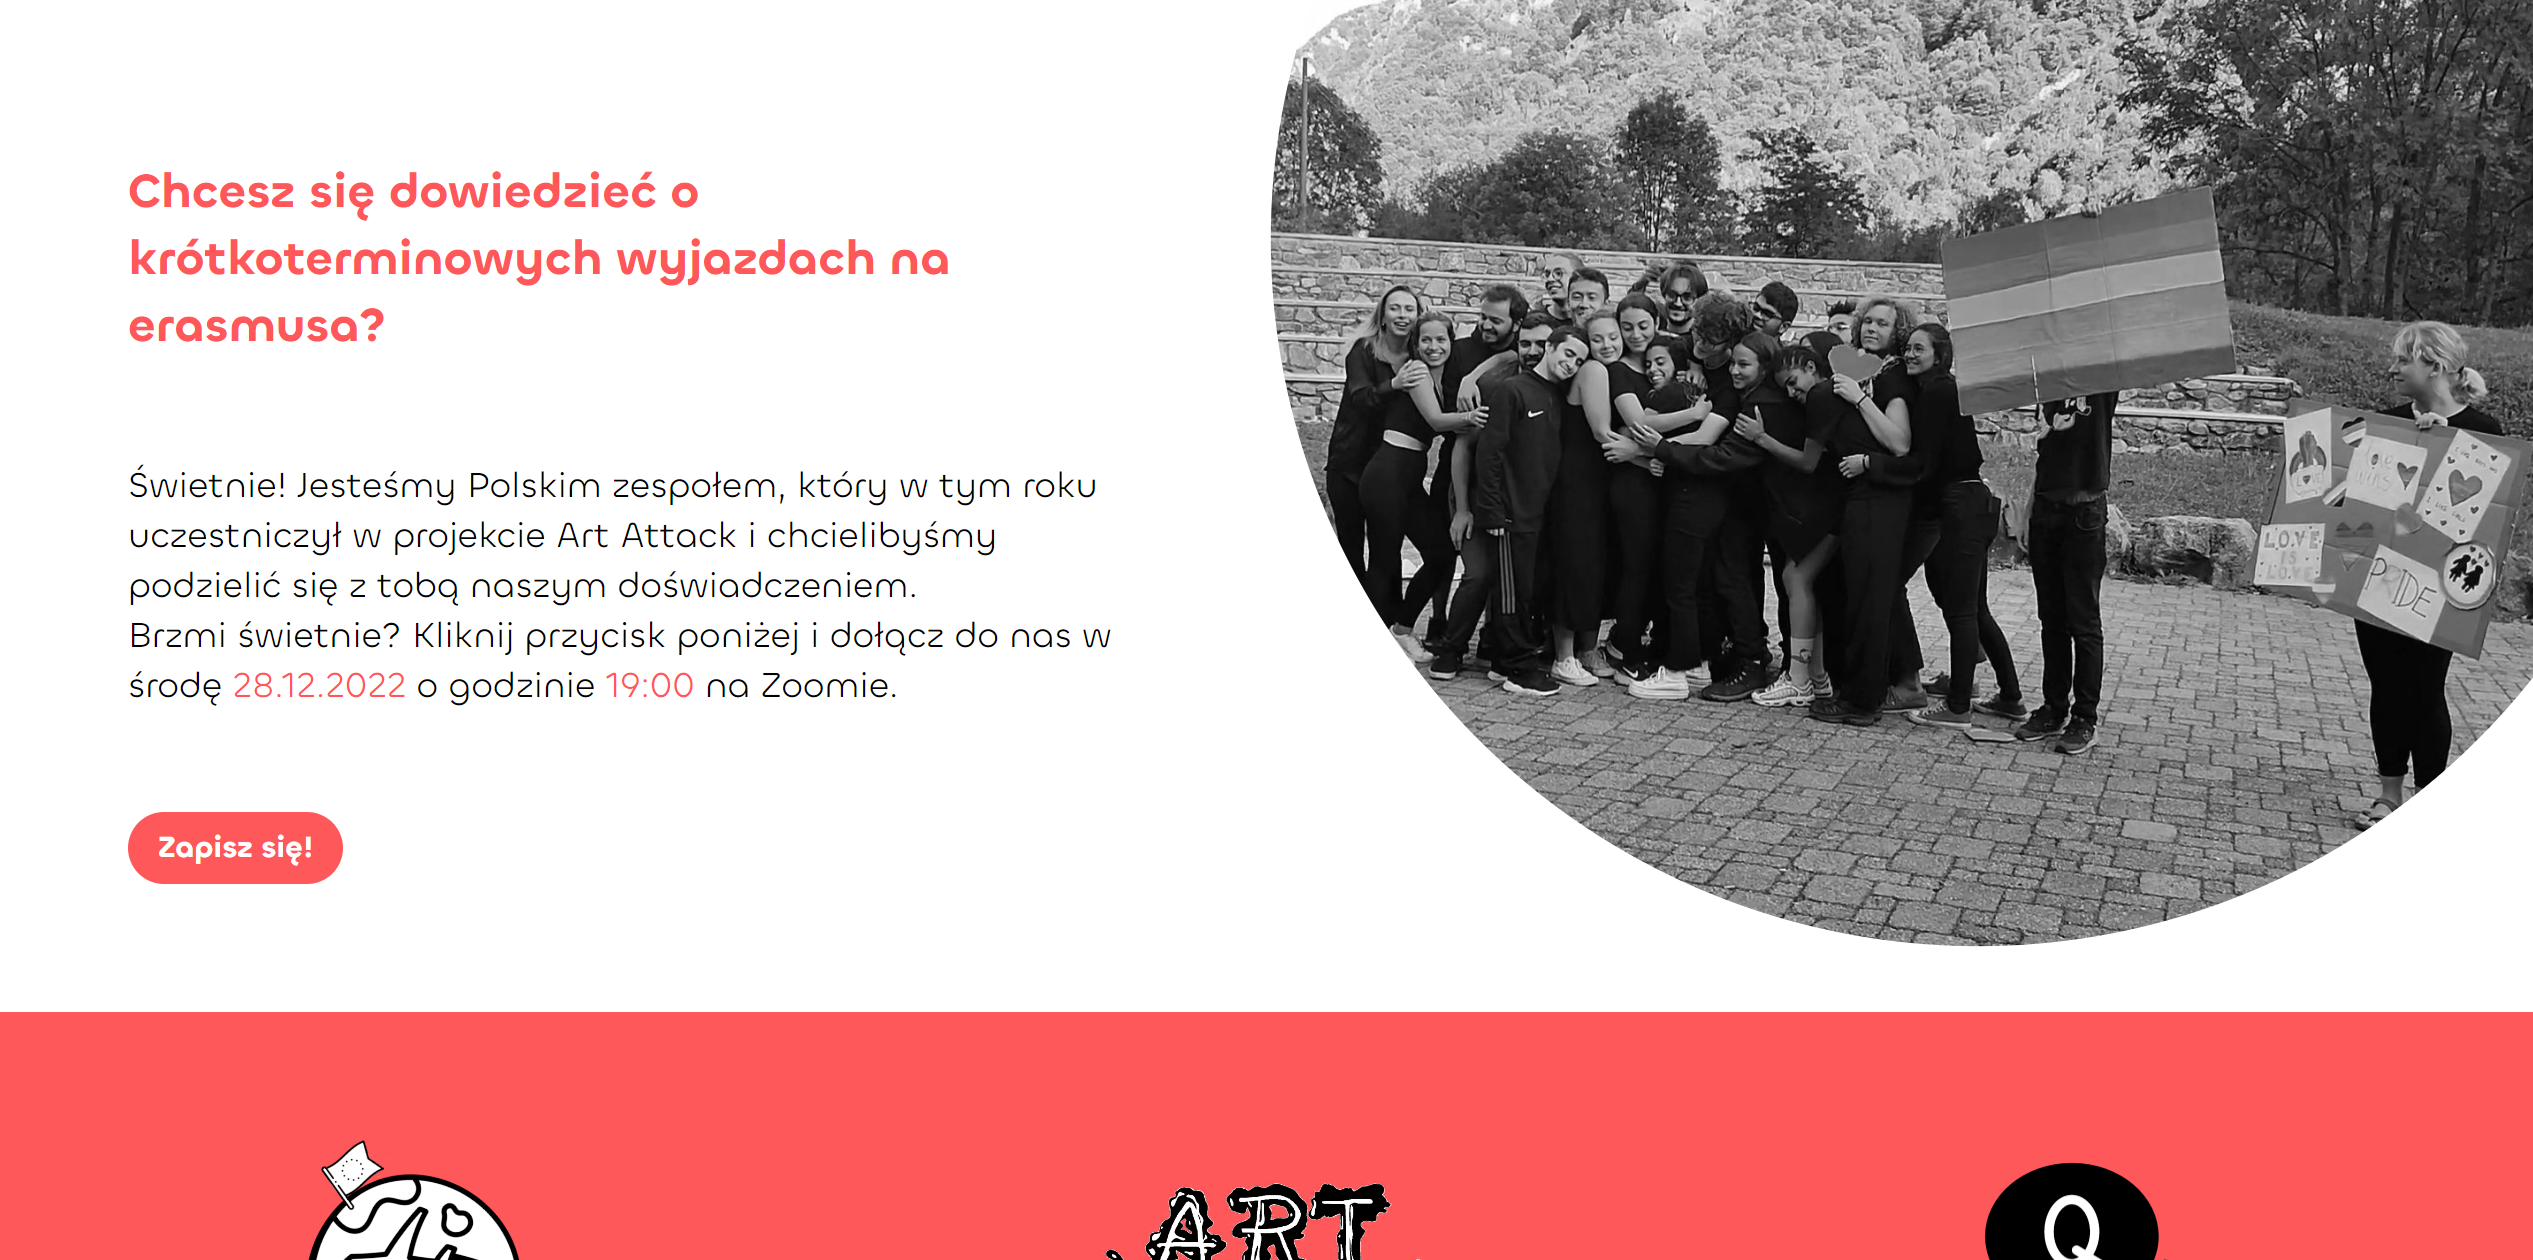 Chcesz się dowiedzieć o
krótkoterminowych wyjazdach na
erasmusa?
Świetnie! Jesteśmy Polskim zespołem, który w tym roku
uczestniczył w projekcie Art Attack i chcielibyśmy
podzielić się z tobą naszym doświadczeniem.
Brzmi świetnie? Kliknij przycisk poniżej i dołącz do nas w
środę 28.12.2022 o godzinie 19:00 na Zoomie.
Zapisz się!
LOVE
IS
LOVE
PRIDE
ART
Q